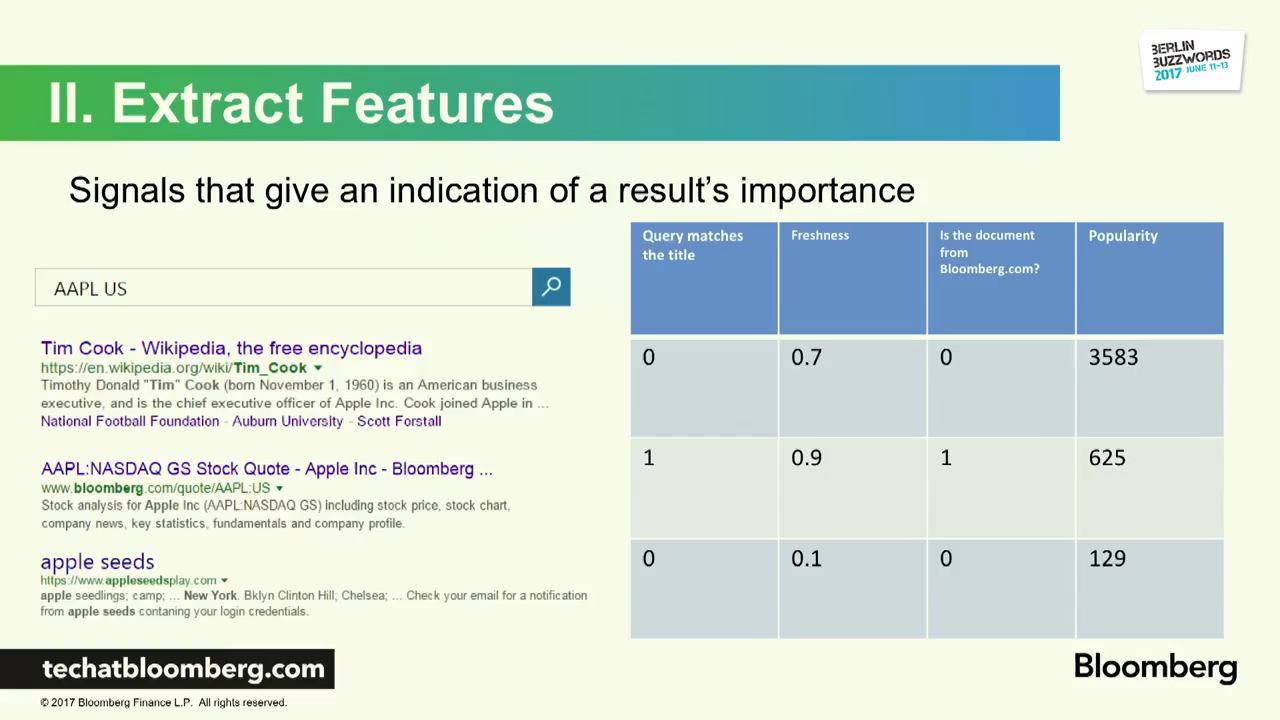 BERLIN
BUZZWORDS
2017 JUNE 11-13
II. Extract Features
Signals that give an indication of a result’s importance
AAPL US
Tim Cook - Wikipedia, the free encyclopedia
https://en.wikipedia.org/wiki/Tim_Cook
Timothy Donald "Tim" Cook (born November 1, 1960) is an American business
executive, and is the chief executive officer of Apple Inc. Cook joined Apple in ...
National Football Foundation - Auburn University - Scott Forstall
AAPL:NASDAQ GS Stock Quote - Apple Inc - Bloomberg ...
www.bloomberg.com/quote/AAPL:US
Stock analysis for Apple Inc (AAPL:NASDAQ GS) including stock price, stock chart,
company news, key statistics, fundamentals and company profile.
apple seeds
https://www.appleseedsplay.com
apple seedlings; camp; ... New York. Bklyn Clinton Hill; Chelsea; ... Check your email for a notification
from apple seeds contaning your login credentials.
Query matches
the title
Freshness
Is the document
from
Bloomberg.com?
Popularity
0 0.7 0 3583
1 0.9 1 625
0 0.1 0 129
techatbloomberg.com
Bloomberg
© 2017 Bloomberg Finance L.P. All rights reserved.